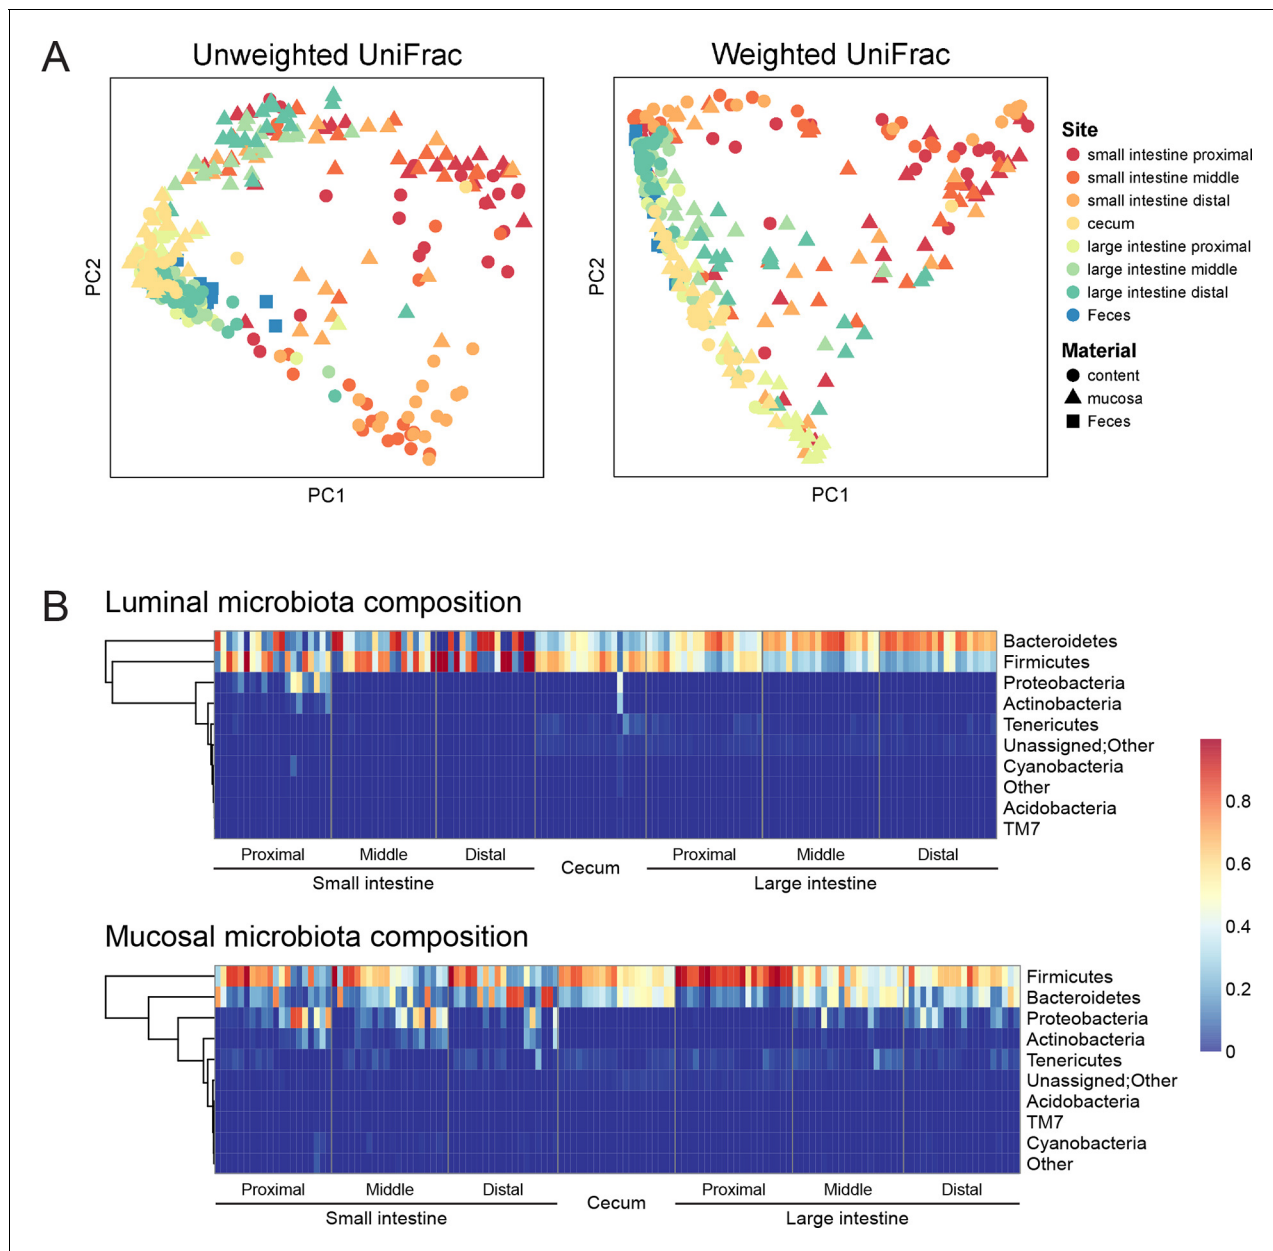 A
Unweighted UniFrac
Weighted UniFrac
PC2
PC1
PC2
PC1
Site
small intestine proximal
small intestine middle
small intestine distal
cecum
large intestine proximal
large intestine middle
large intestine distal
Feces
Material
content
mucosa
Feces
B
Luminal microbiota composition
Bacteroidetes
Firmicutes
Proteobacteria
Actinobacteria
Tenericutes
Unassigned;Other
Cyanobacteria
Other
Acidobacteria
TM7
Proximal Middle Distal Cecum Proximal Middle Distal
Small intestine Large intestine
0.8
0.6
0.4
0.2
0
Mucosal microbiota composition
Firmicutes
Bacteroidetes
Proteobacteria
Actinobacteria
Tenericutes
Unassigned;Other
Acidobacteria
TM7
Cyanobacteria
Other
Proximal Middle Distal Cecum Proximal Middle Distal
Small intestine Large intestine